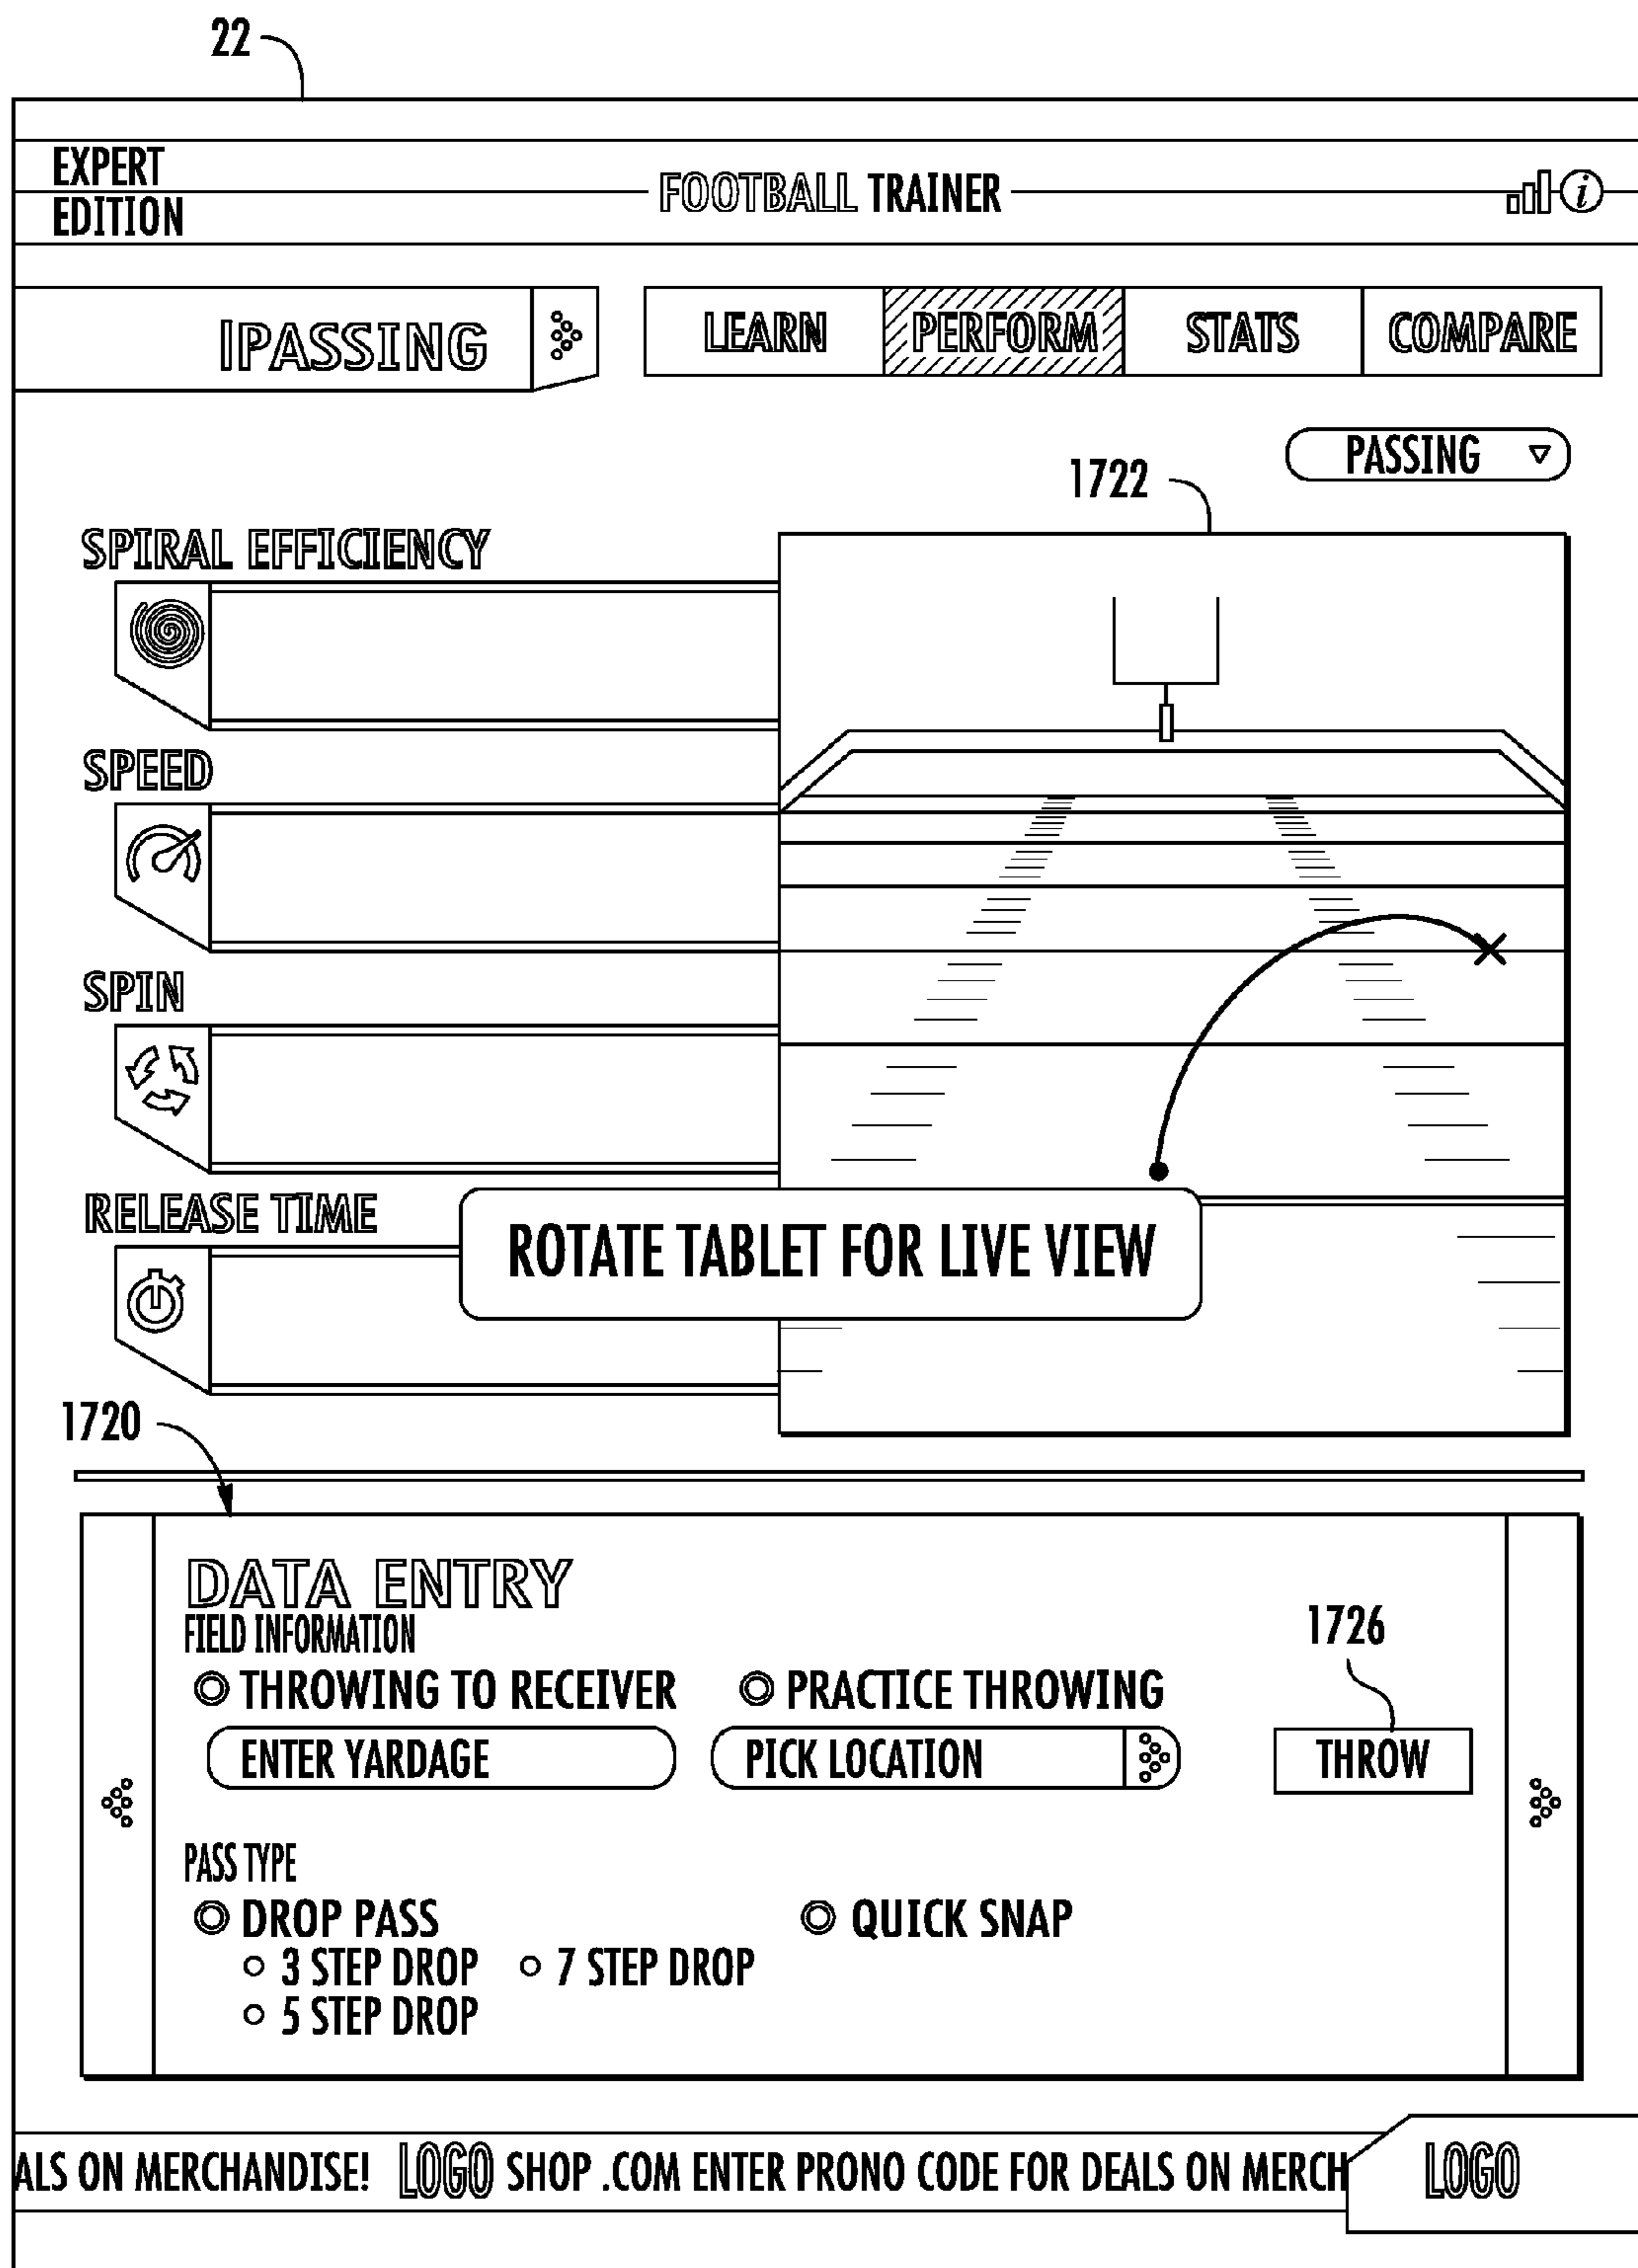 22
EXPERT
EDITION
FOOTBALL TRAINER
i
PASSING
LEARN
PERFORM
STATS
COMPARE
PASSING
1722
SPIRAL EFFICIENCY
SPEED
SPIN
RELEASE TIME
ROTATE TABLET FOR LIVE VIEW
1720
DATA ENTRY
FIELD INFORMATION
1726
THROWING TO RECEIVER
PRACTICE THROWING
ENTER YARDAGE
PICK LOCATION
THROW
PASS TYPE
DROP PASS
QUICK SNAP
3 STEP DROP
7 STEP DROP
5 STEP DROP
ALS ON MERCHANDISE! LOGO SHOP .COM ENTER PRONO CODE FOR DEALS ON MERCH
LOGO